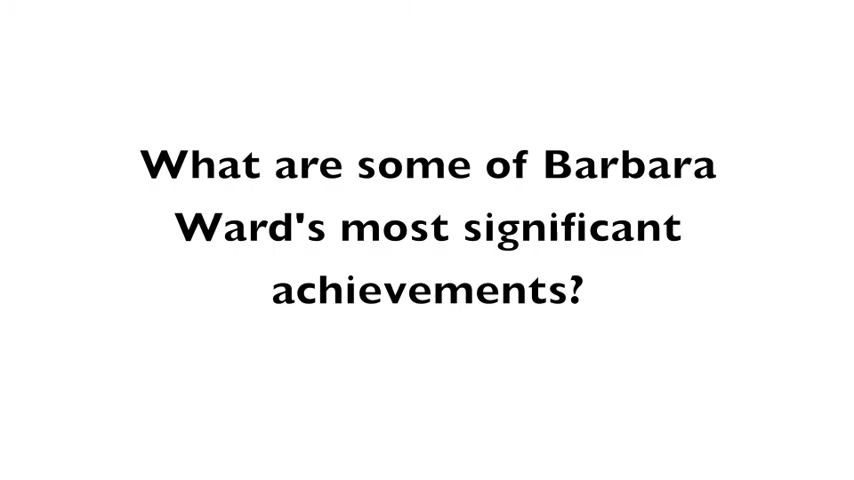 What are some of Barbara
Ward's most significant
achievements?